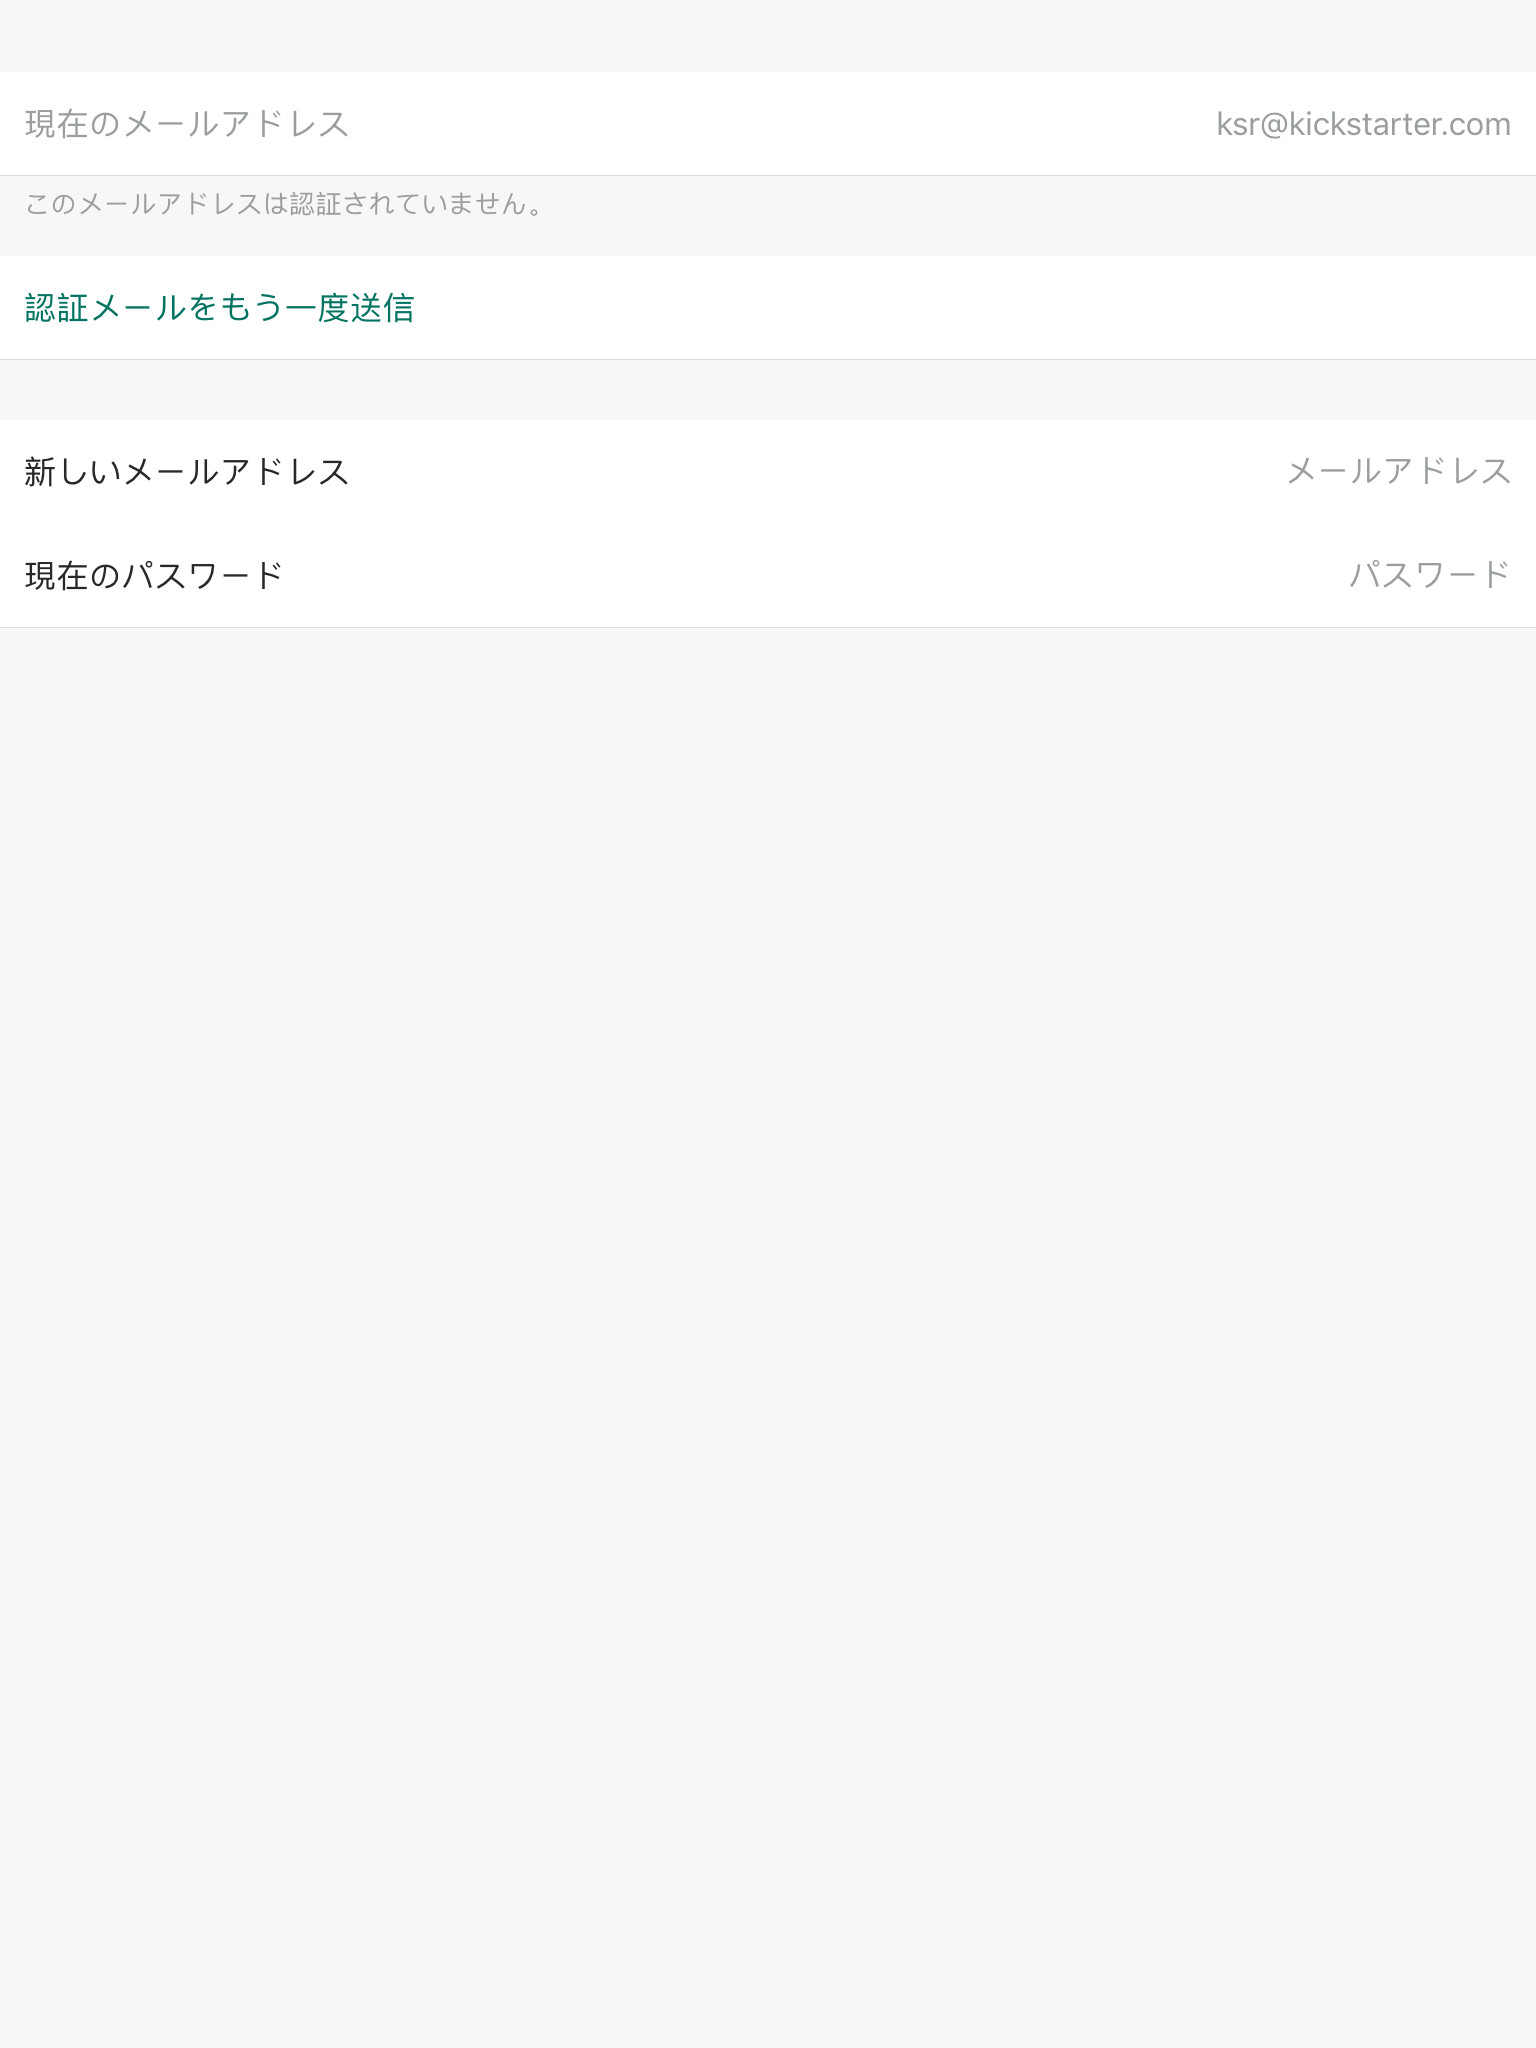 現在のメールアドレス ksr@kickstarter.com
このメールアドレスは認証されていません。
認証メールをもう一度送信
新しいメールアドレス メールアドレス
現在のパスワード パスワード